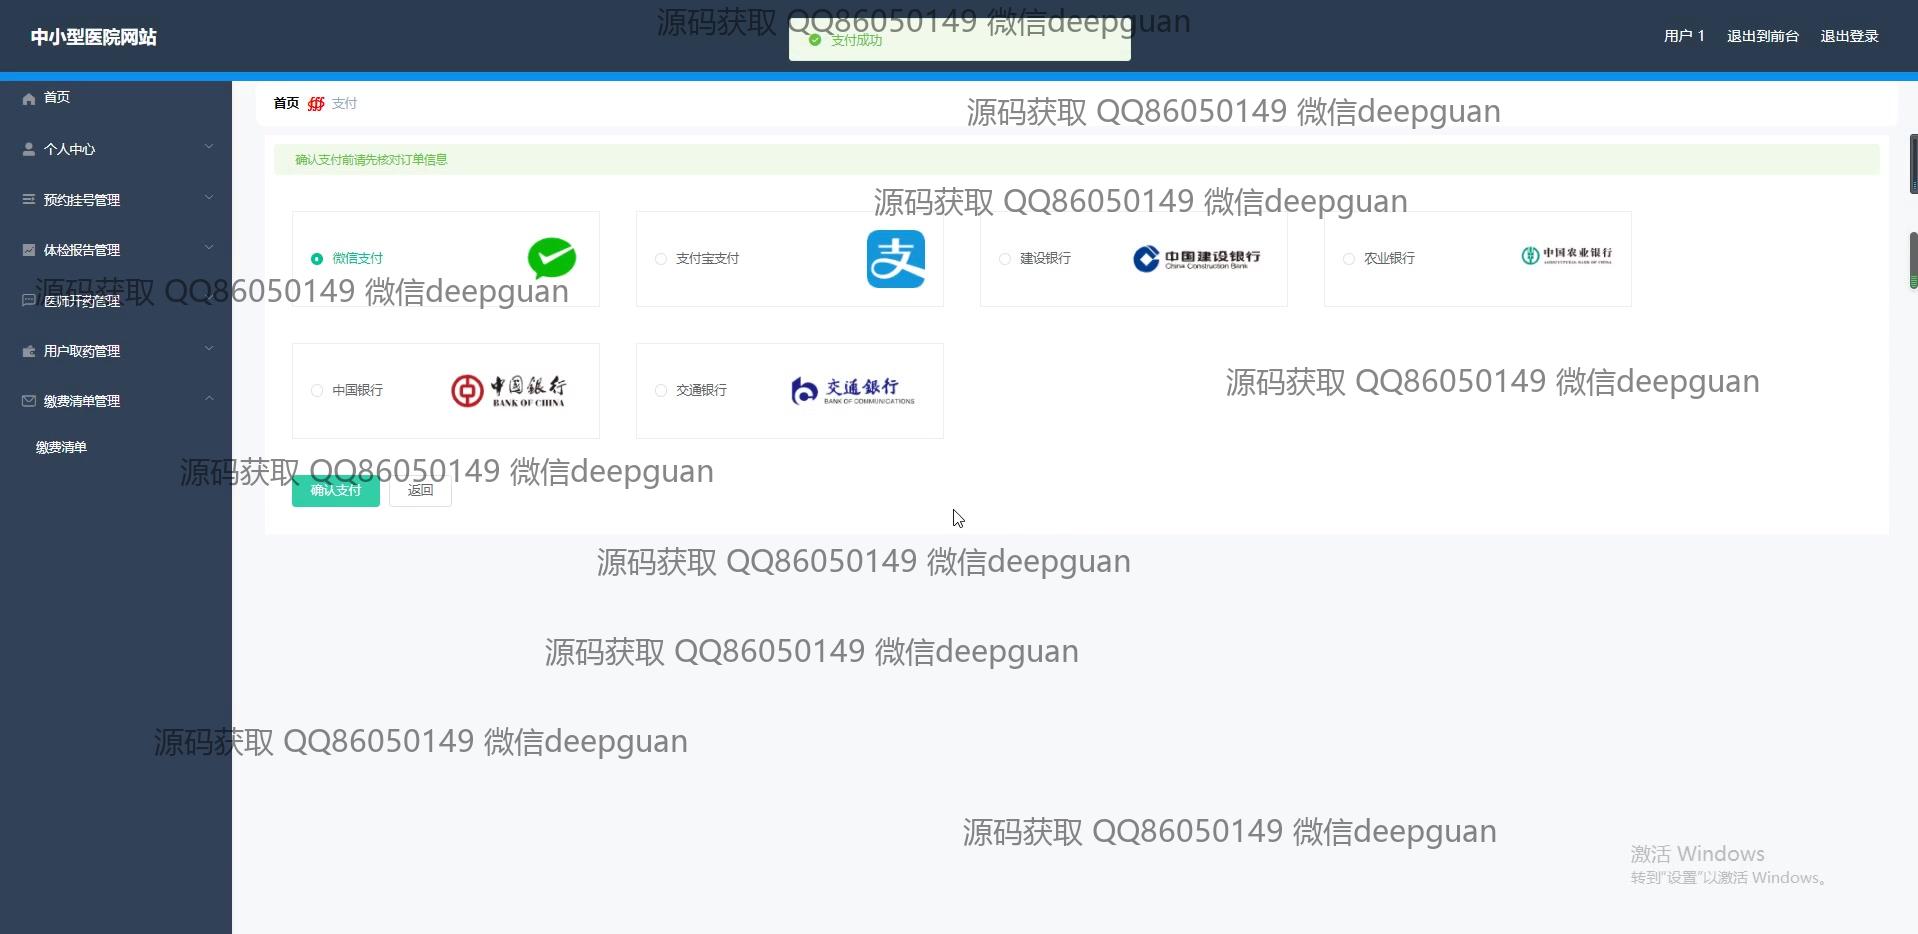 中小型医院网站
源码获取 QQ86050149 微信deepguan
支付成功
用户 1 退出到前台 退出登录
首页
首页 支付
源码获取 QQ86050149 微信deepguan
个人中心
确认支付前请先核对订单信息
预约挂号管理
源码获取 QQ86050149 微信deepguan
体检报告管理
微信支付
支付宝支付
建设银行
中国建设银行
China Construction Bank
农业银行
中国农业银行
AGRICULTURAL BANK OF CHINA
源码获取 QQ86050149 微信deepguan
医师开药管理
用户取药管理
源码获取 QQ86050149 微信deepguan
中国银行
中国银行
BANK OF CHINA
交通银行
交通银行
BANK OF COMMUNICATIONS
缴费清单管理
缴费清单
源码获取 QQ86050149 微信deepguan
确认支付 返回
源码获取 QQ86050149 微信deepguan
源码获取 QQ86050149 微信deepguan
源码获取 QQ86050149 微信deepguan
源码获取 QQ86050149 微信deepguan
激活 Windows
转到"设置"以激活 Windows。